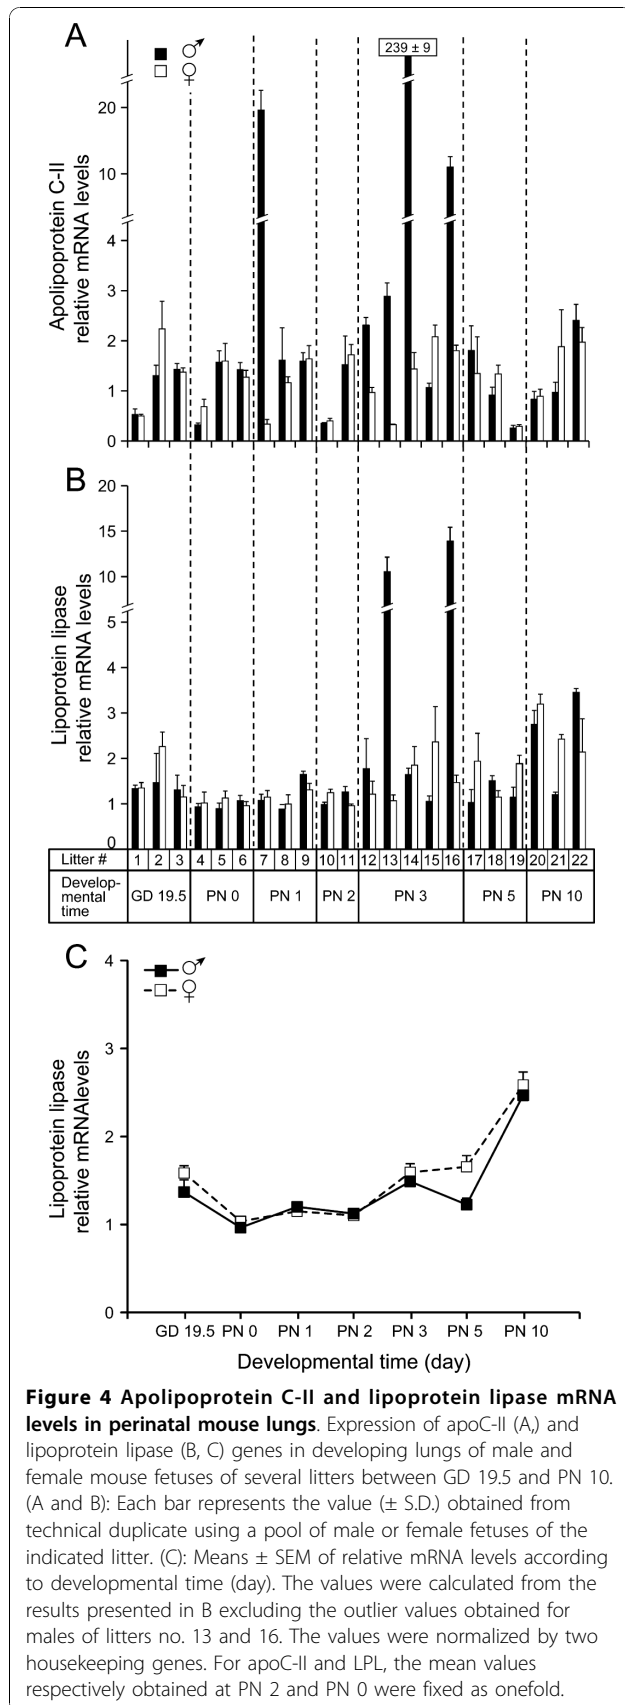 A
♂
♀
239 ± 9
Apolipoprotein C-II
relative mRNA levels
20
10
4
3
2
1
0
B
Lipoprotein lipase
relative mRNA levels
20
15
10
5
4
3
2
1
0
Litter # 1 2 3 4 5 6 7 8 9 10 11 12 13 14 15 16 17 18 19 20 21 22
Develop-
mental
time
GD 19.5 PN 0 PN 1 PN 2 PN 3 PN 5 PN 10
C
♂
♀
Lipoprotein lipase
relative mRNAlevels
4
3
2
1
0
GD 19.5 PN 0 PN 1 PN 2 PN 3 PN 5 PN 10
Developmental time (day)
Figure 4 Apolipoprotein C-II and lipoprotein lipase mRNA
levels in perinatal mouse lungs. Expression of apoC-II (A,) and
lipoprotein lipase (B, C) genes in developing lungs of male and
female mouse fetuses of several litters between GD 19.5 and PN 10.
(A and B): Each bar represents the value (± S.D.) obtained from
technical duplicate using a pool of male or female fetuses of the
indicated litter. (C): Means ± SEM of relative mRNA levels according
to developmental time (day). The values were calculated from the
results presented in B excluding the outlier values obtained for
males of litters no. 13 and 16. The values were normalized by two
housekeeping genes. For apoC-II and LPL, the mean values
respectively obtained at PN 2 and PN 0 were fixed as onefold.